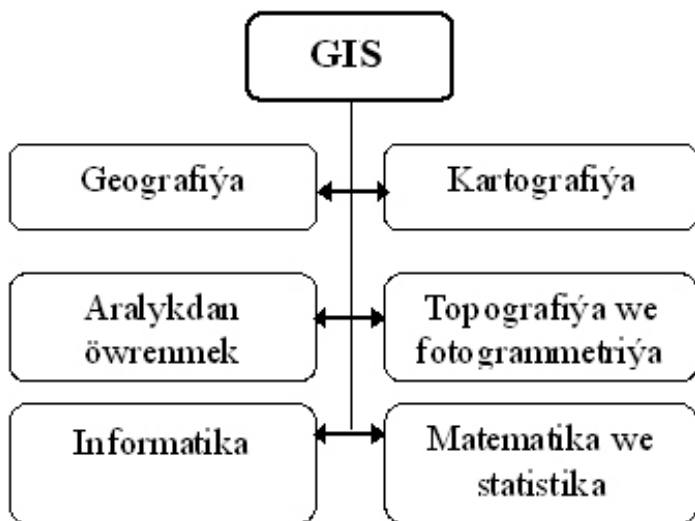 GIS
Geografiýa
Kartografiýa
Aralykdan
öwrenmek
Topografiýa we
fotogrammetriýa
Informatika
Matematika we
statistika